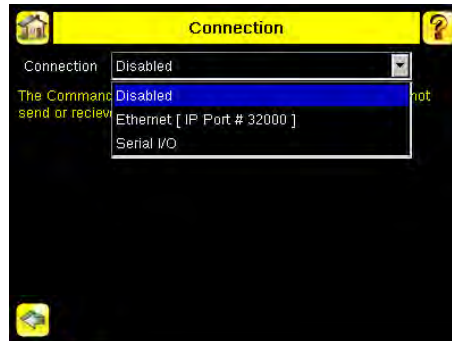 Connection
?
Connection Disabled
Disabled
Ethernet [ IP Port # 32000 ]
Serial I/O
The Command not
send or reciev